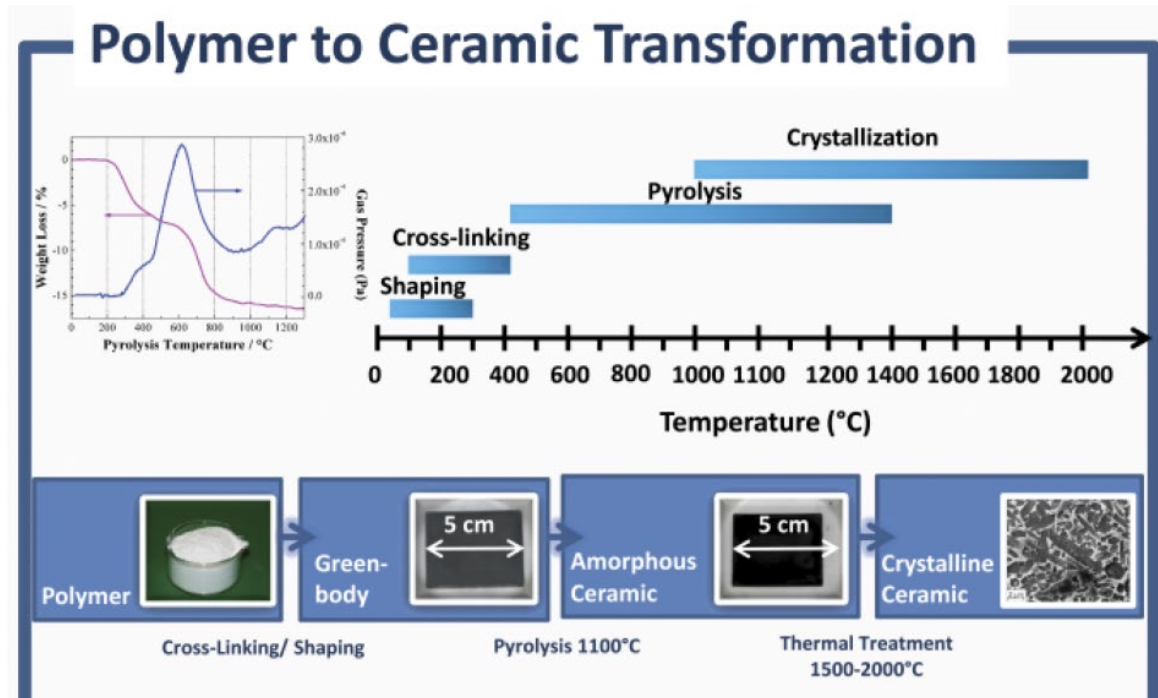 Polymer to Ceramic Transformation
3.0x10⁻⁴
2.0x10⁻⁴
1.0x10⁻⁴
0.0
Gas Pressure (Pa)
0
-5
-10
-15
Weight Loss / %
0 200 400 600 800 1000 1200
Pyrolysis Temperature / °C
Crystallization
Pyrolysis
Cross-linking
Shaping
0 200 400 600 800 1000 1100 1200 1400 1600 1800 2000
Temperature (°C)
Polymer
5 cm
Green-
body
Amorphous
Ceramic
5 cm
Crystalline
Ceramic
Cross-Linking/ Shaping
Pyrolysis 1100°C
Thermal Treatment
1500-2000°C